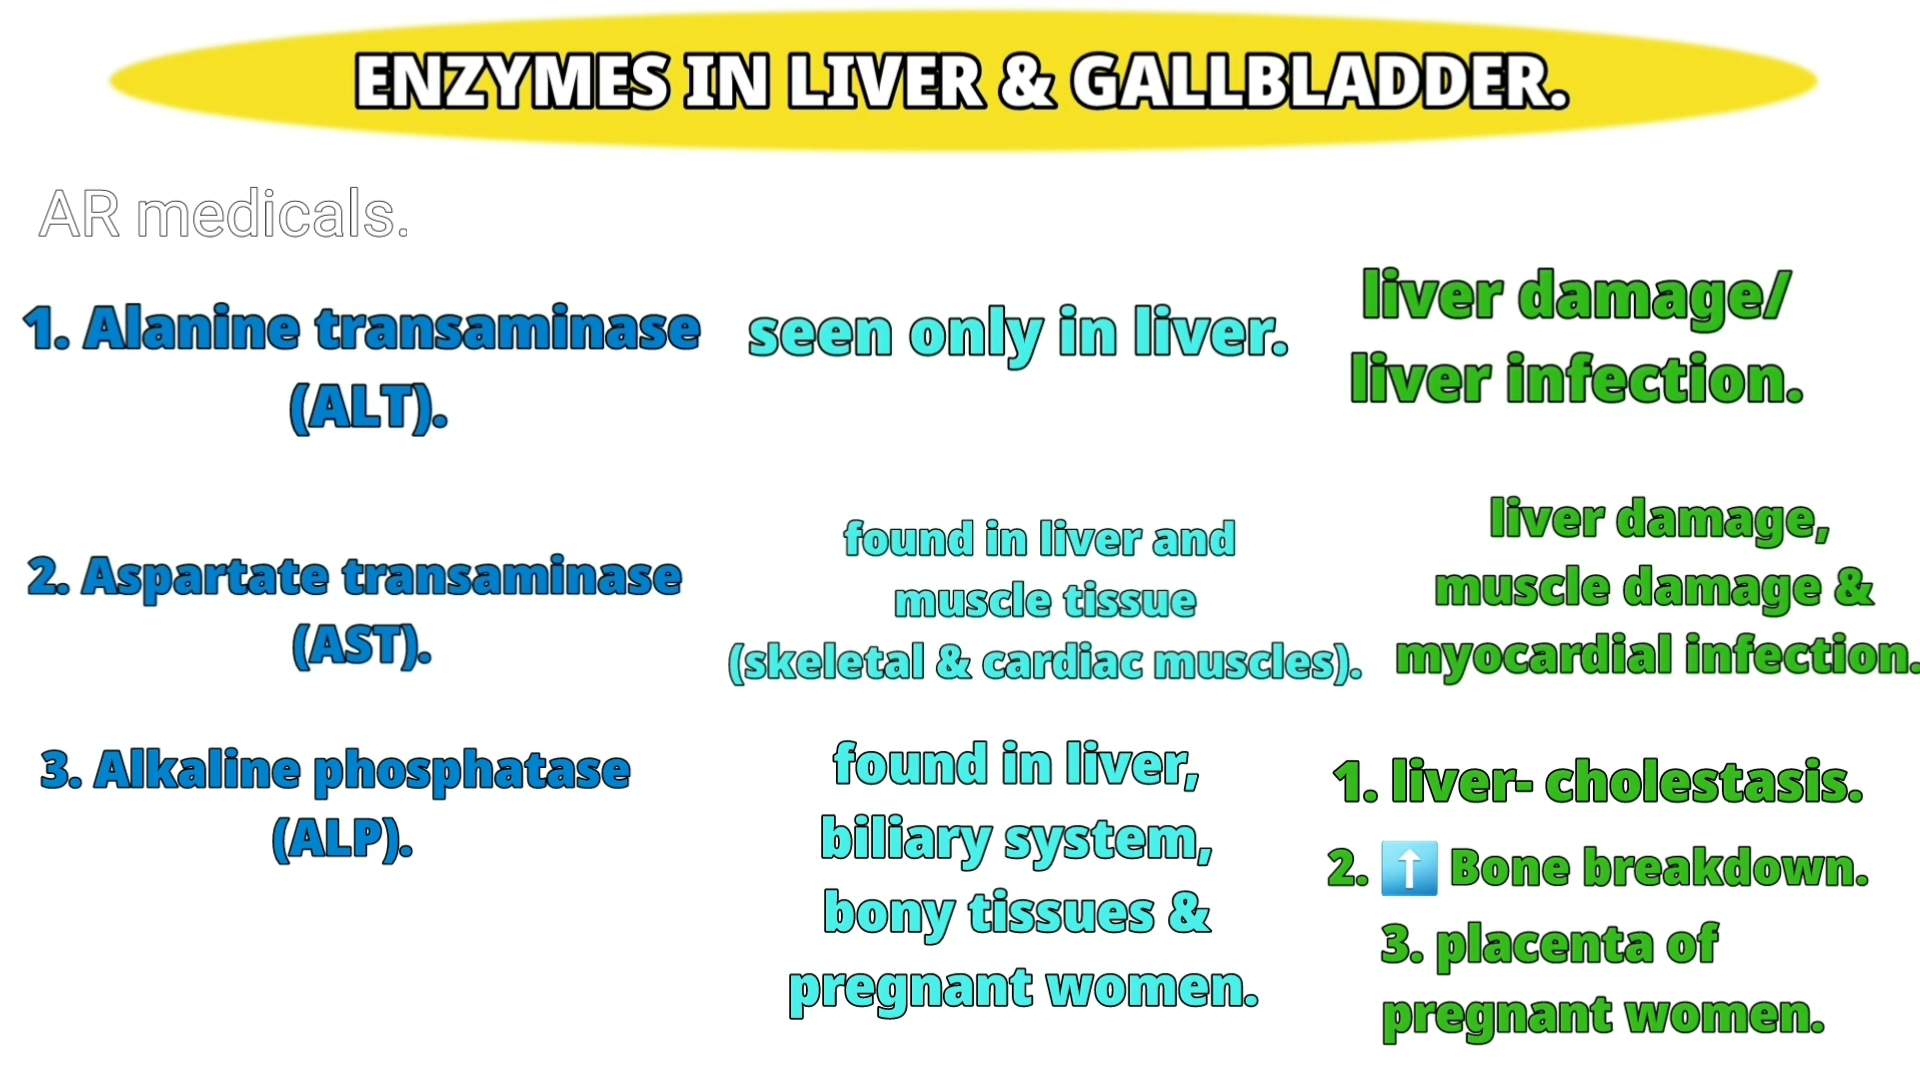 ENZYMES IN LIVER & GALLBLADDER.
AR medicals.
1. Alanine transaminase
(ALT).
seen only in liver.
liver damage/
liver infection.
2. Aspartate transaminase
(AST).
found in liver and
muscle tissue
(skeletal & cardiac muscles).
liver damage,
muscle damage &
myocardial infection.
3. Alkaline phosphatase
(ALP).
found in liver,
biliary system,
bony tissues &
pregnant women.
1. liver- cholestasis.
2. ⬆️ Bone breakdown.
3. placenta of
pregnant women.